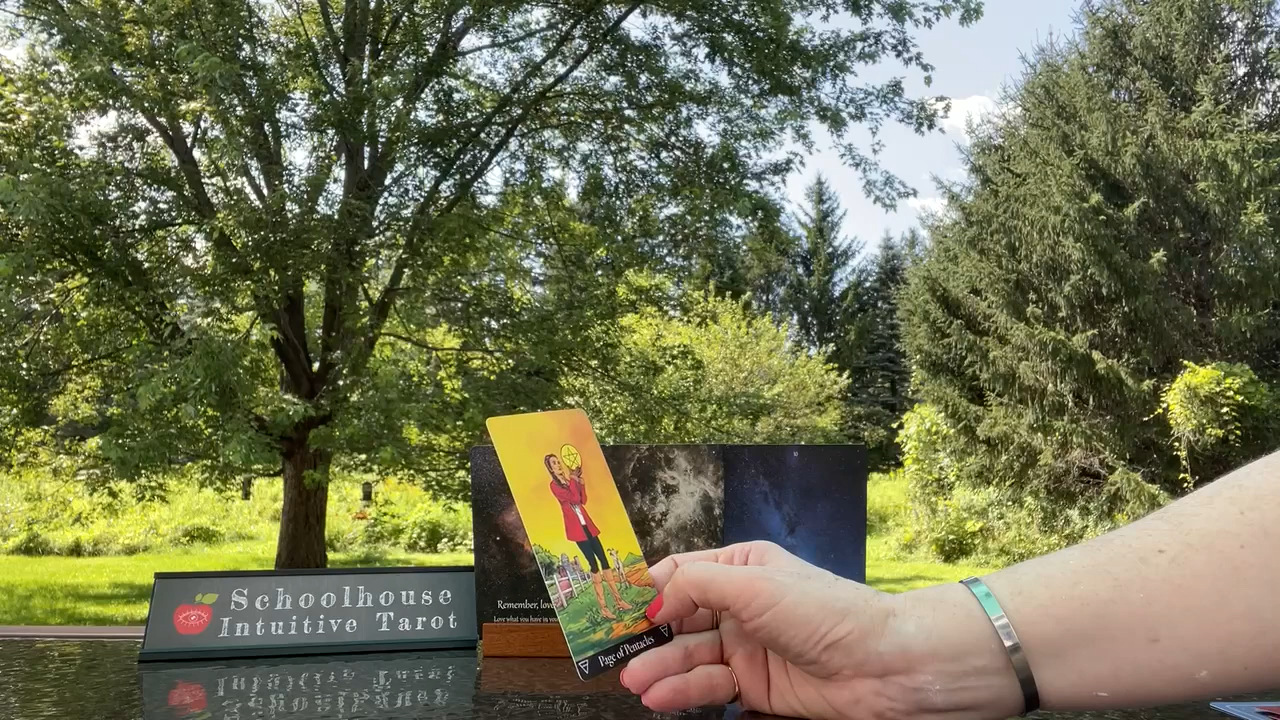 Schoolhouse
Intuitive Tarot
Remember, love
Love what you have in you
Page of Pentacles